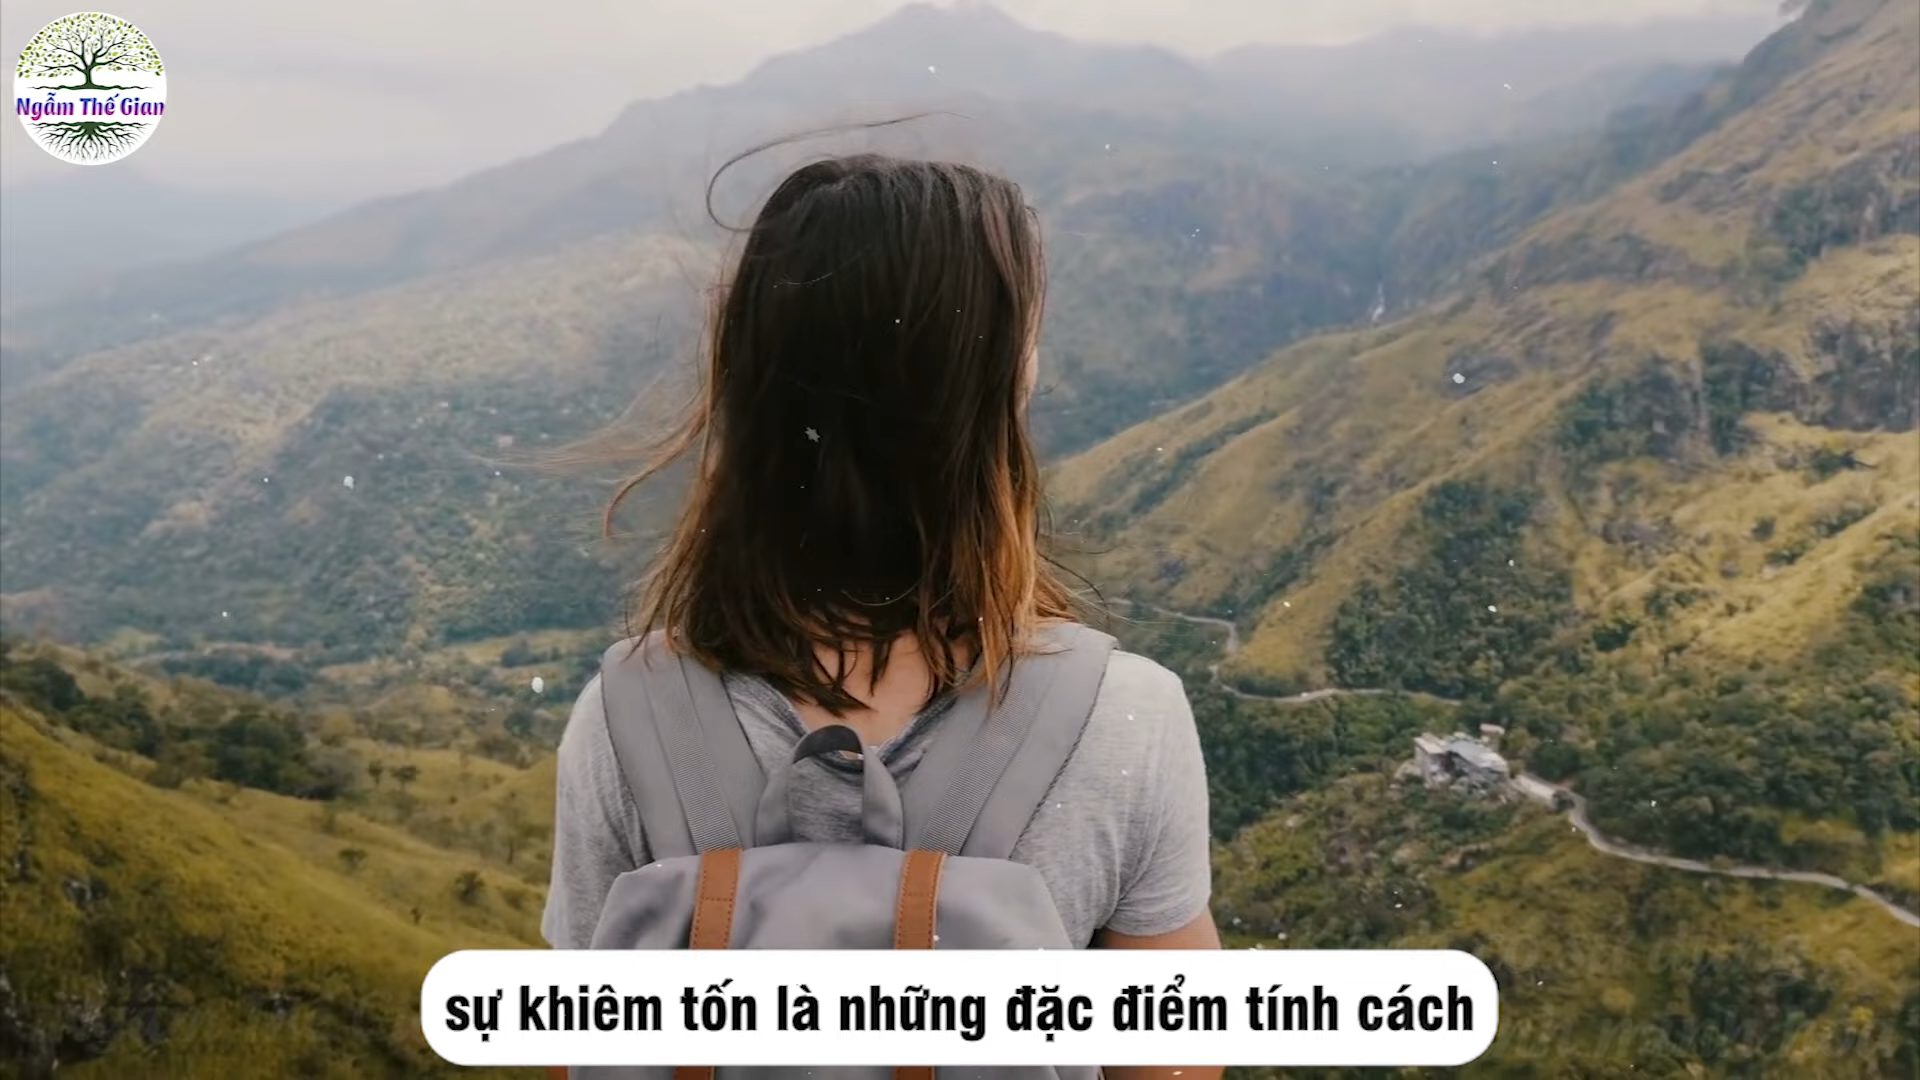 Ngẫm Thế Gian
sự khiêm tốn là những đặc điểm tính cách